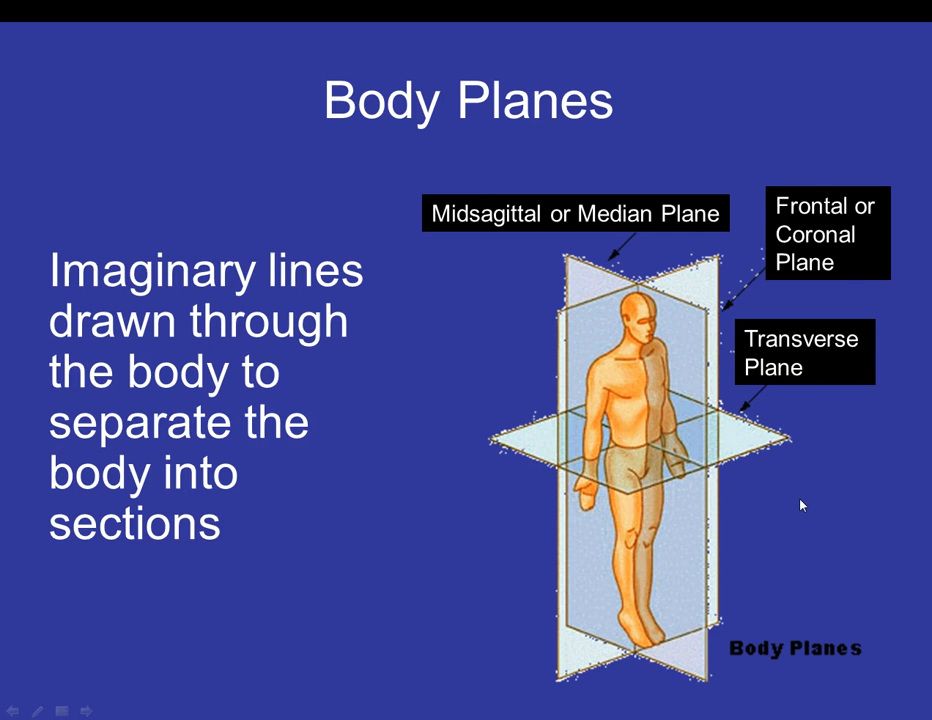 Body Planes
Midsagittal or Median Plane
Frontal or
Coronal
Plane
Imaginary lines
drawn through
the body to
separate the
body into
sections
Transverse
Plane
Body Planes